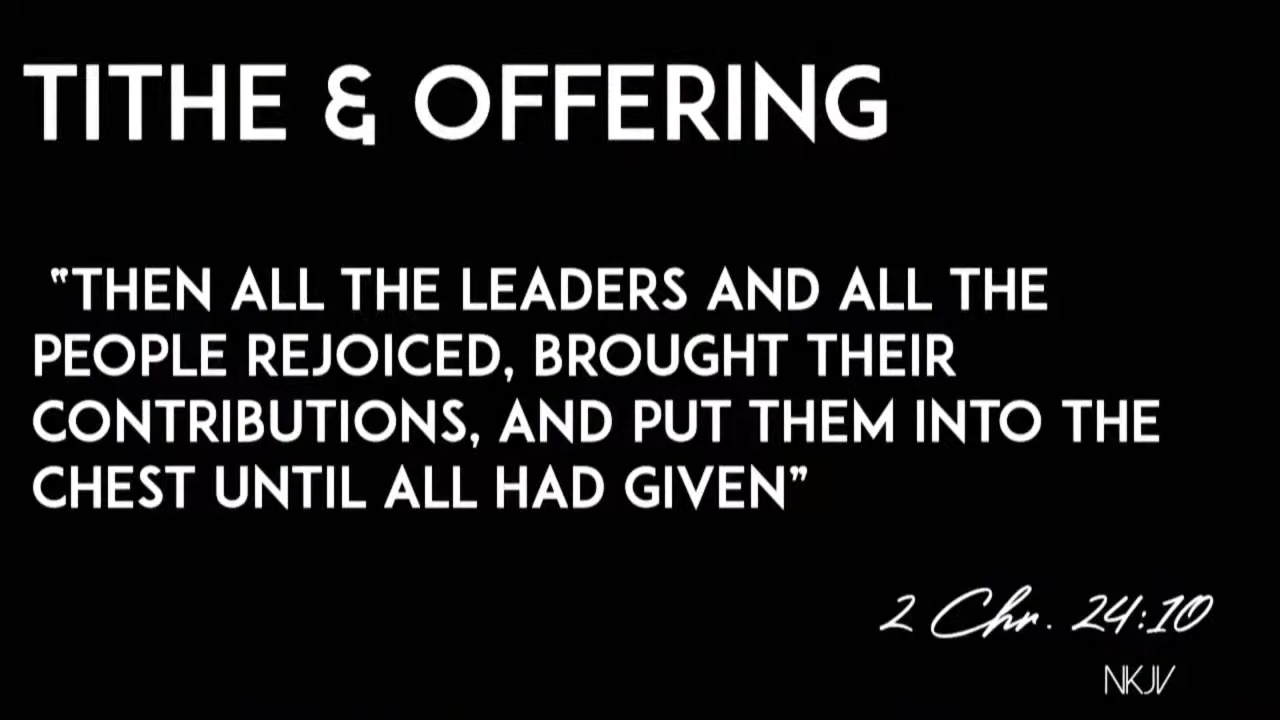 TITHE & OFFERING
“THEN ALL THE LEADERS AND ALL THE
PEOPLE REJOICED, BROUGHT THEIR
CONTRIBUTIONS, AND PUT THEM INTO THE
CHEST UNTIL ALL HAD GIVEN”
2 Chr. 24:10
NKJV